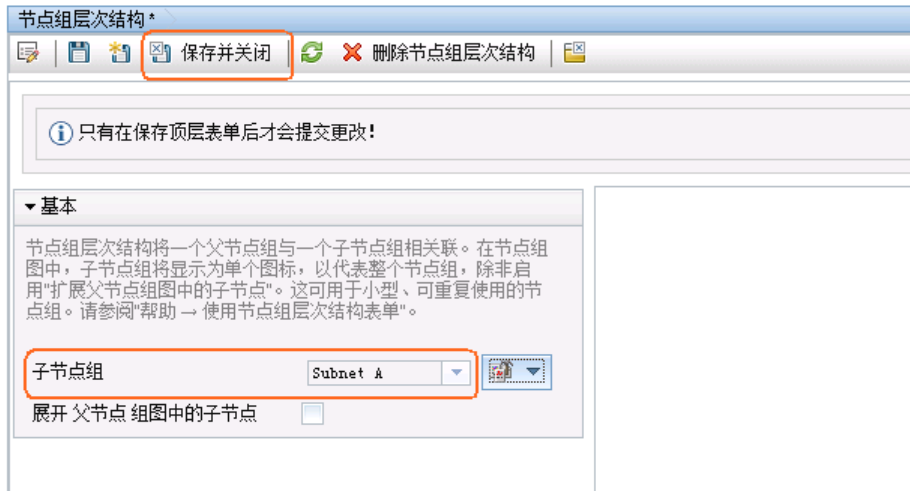 节点组层次结构*
保存并关闭 删除节点组层次结构
只有在保存顶层表单后才会提交更改!
基本
节点组层次结构将一个父节点组与一个子节点组相关联。在节点组
图中，子节点组将显示为单个图标，以代表整个节点组，除非启
用"扩展父节点组图中的子节点"。这可用于小型、可重复使用的节
点组。请参阅"帮助 → 使用节点组层次结构表单"。
子节点组 Subnet A
展开 父节点 组图中的子节点